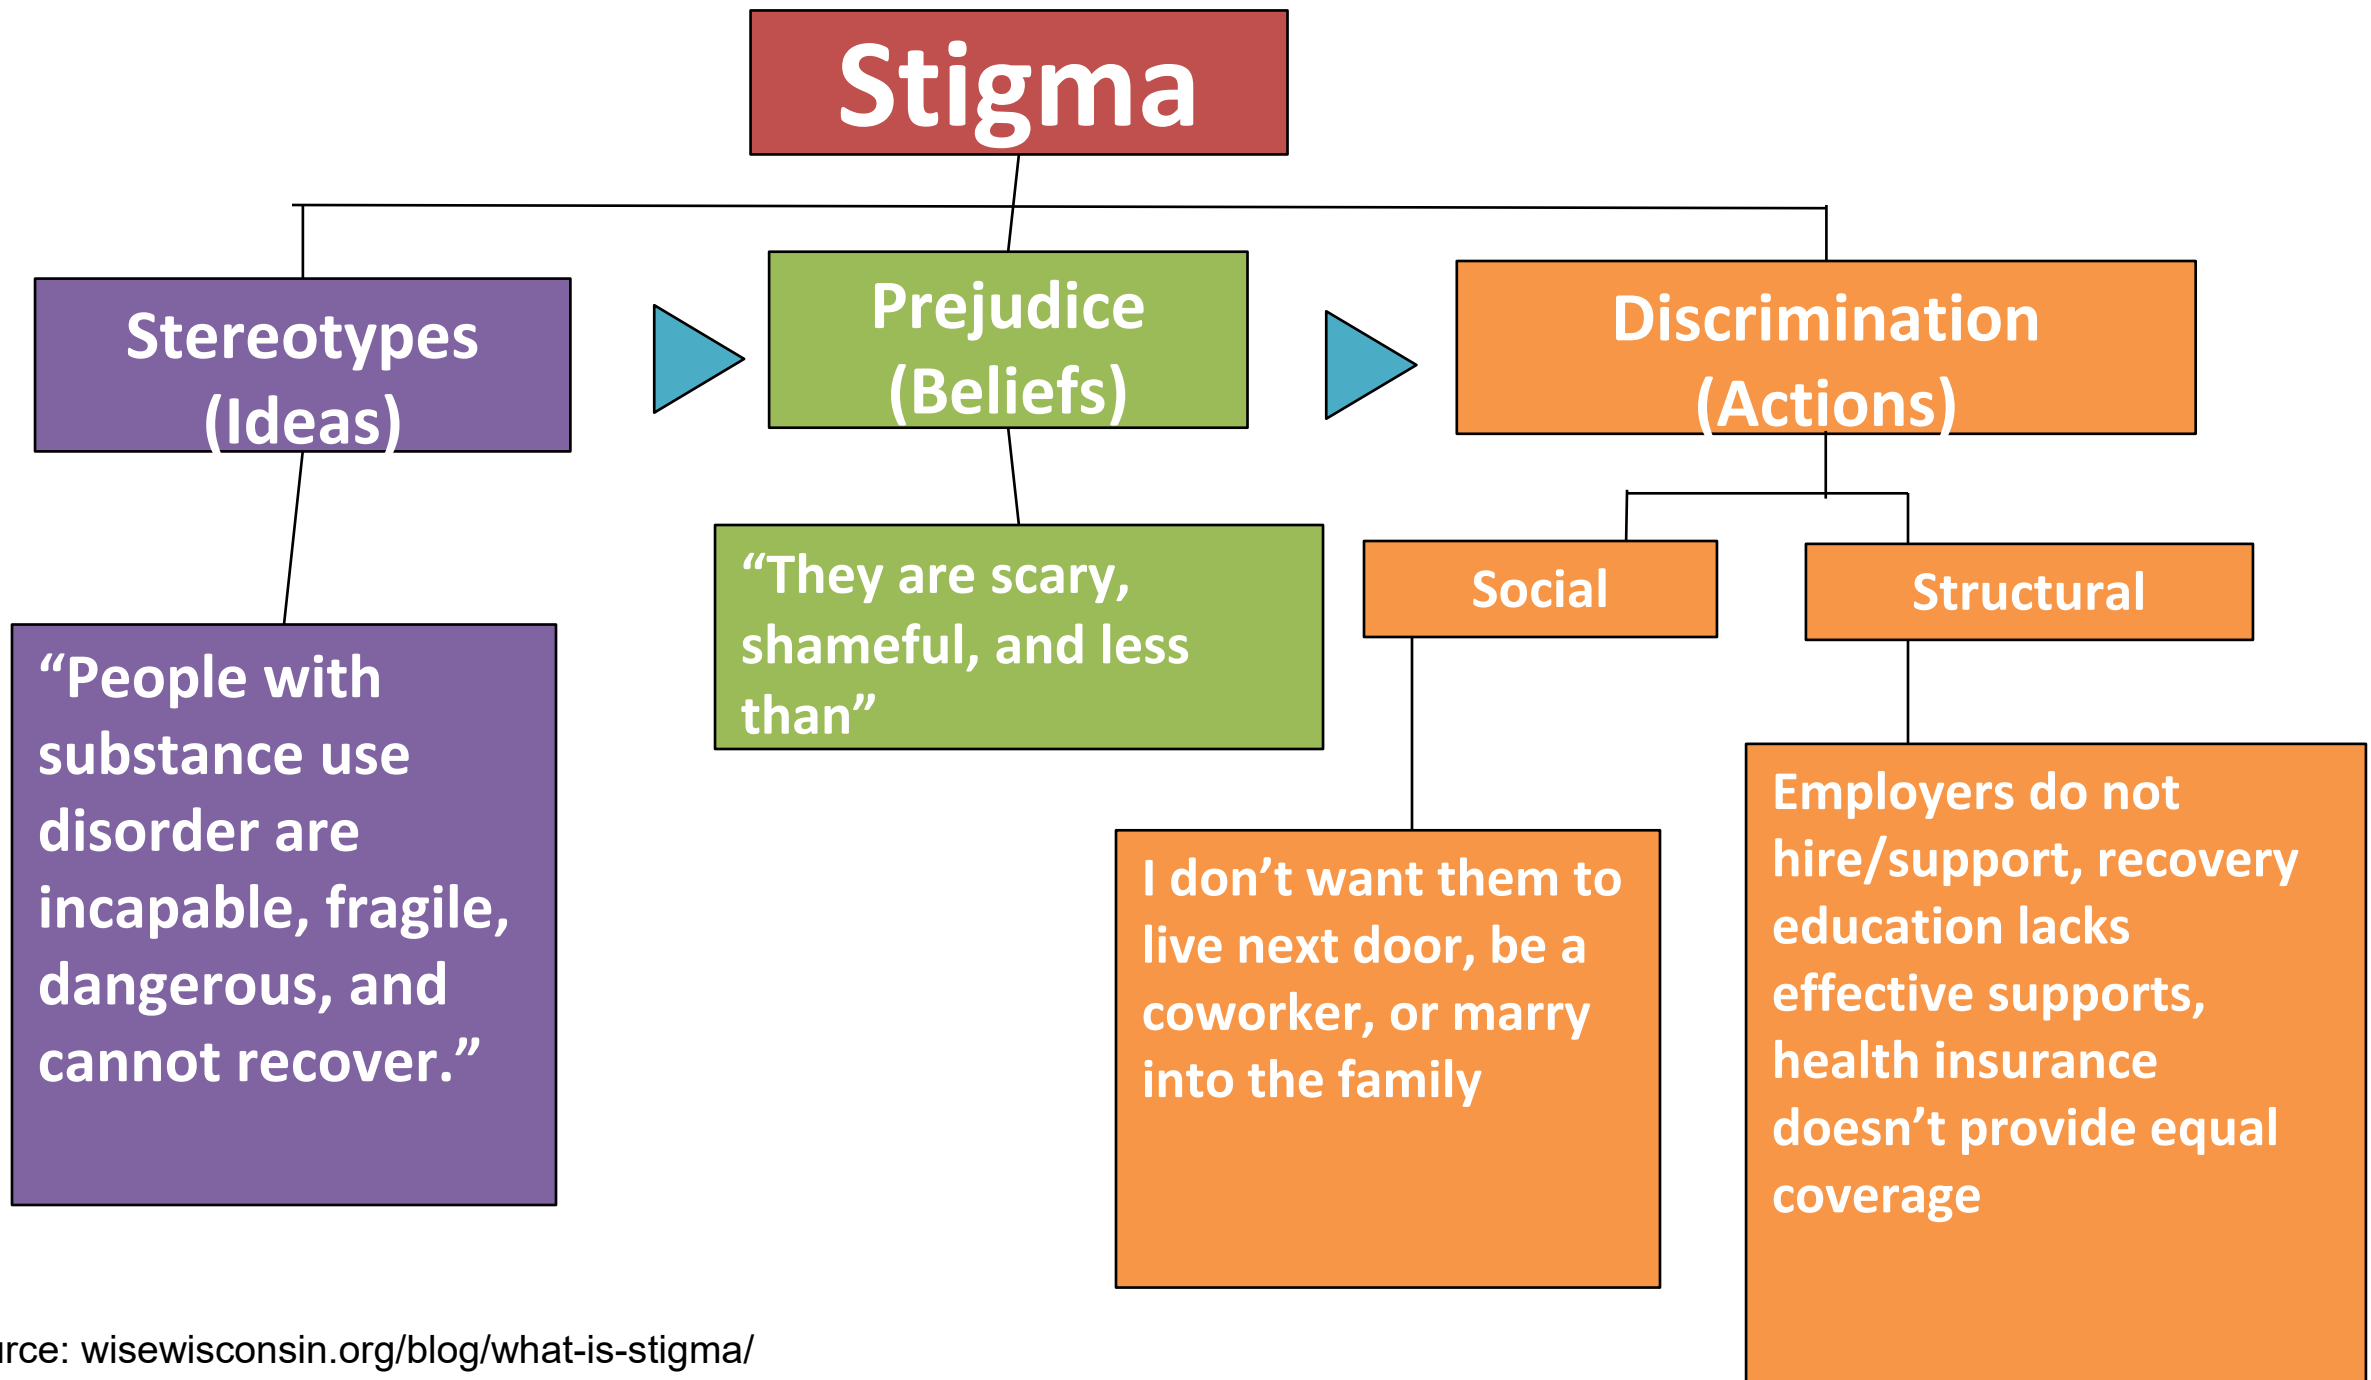 Stigma
Stereotypes
(Ideas)
Prejudice
(Beliefs)
Discrimination
(Actions)
“People with
substance use
disorder are
incapable, fragile,
dangerous, and
cannot recover.”
“They are scary,
shameful, and less
than”
Social
Structural
I don’t want them to
live next door, be a
coworker, or marry
into the family
Employers do not
hire/support, recovery
education lacks
effective supports,
health insurance
doesn’t provide equal
coverage
urce: wisewisconsin.org/blog/what-is-stigma/